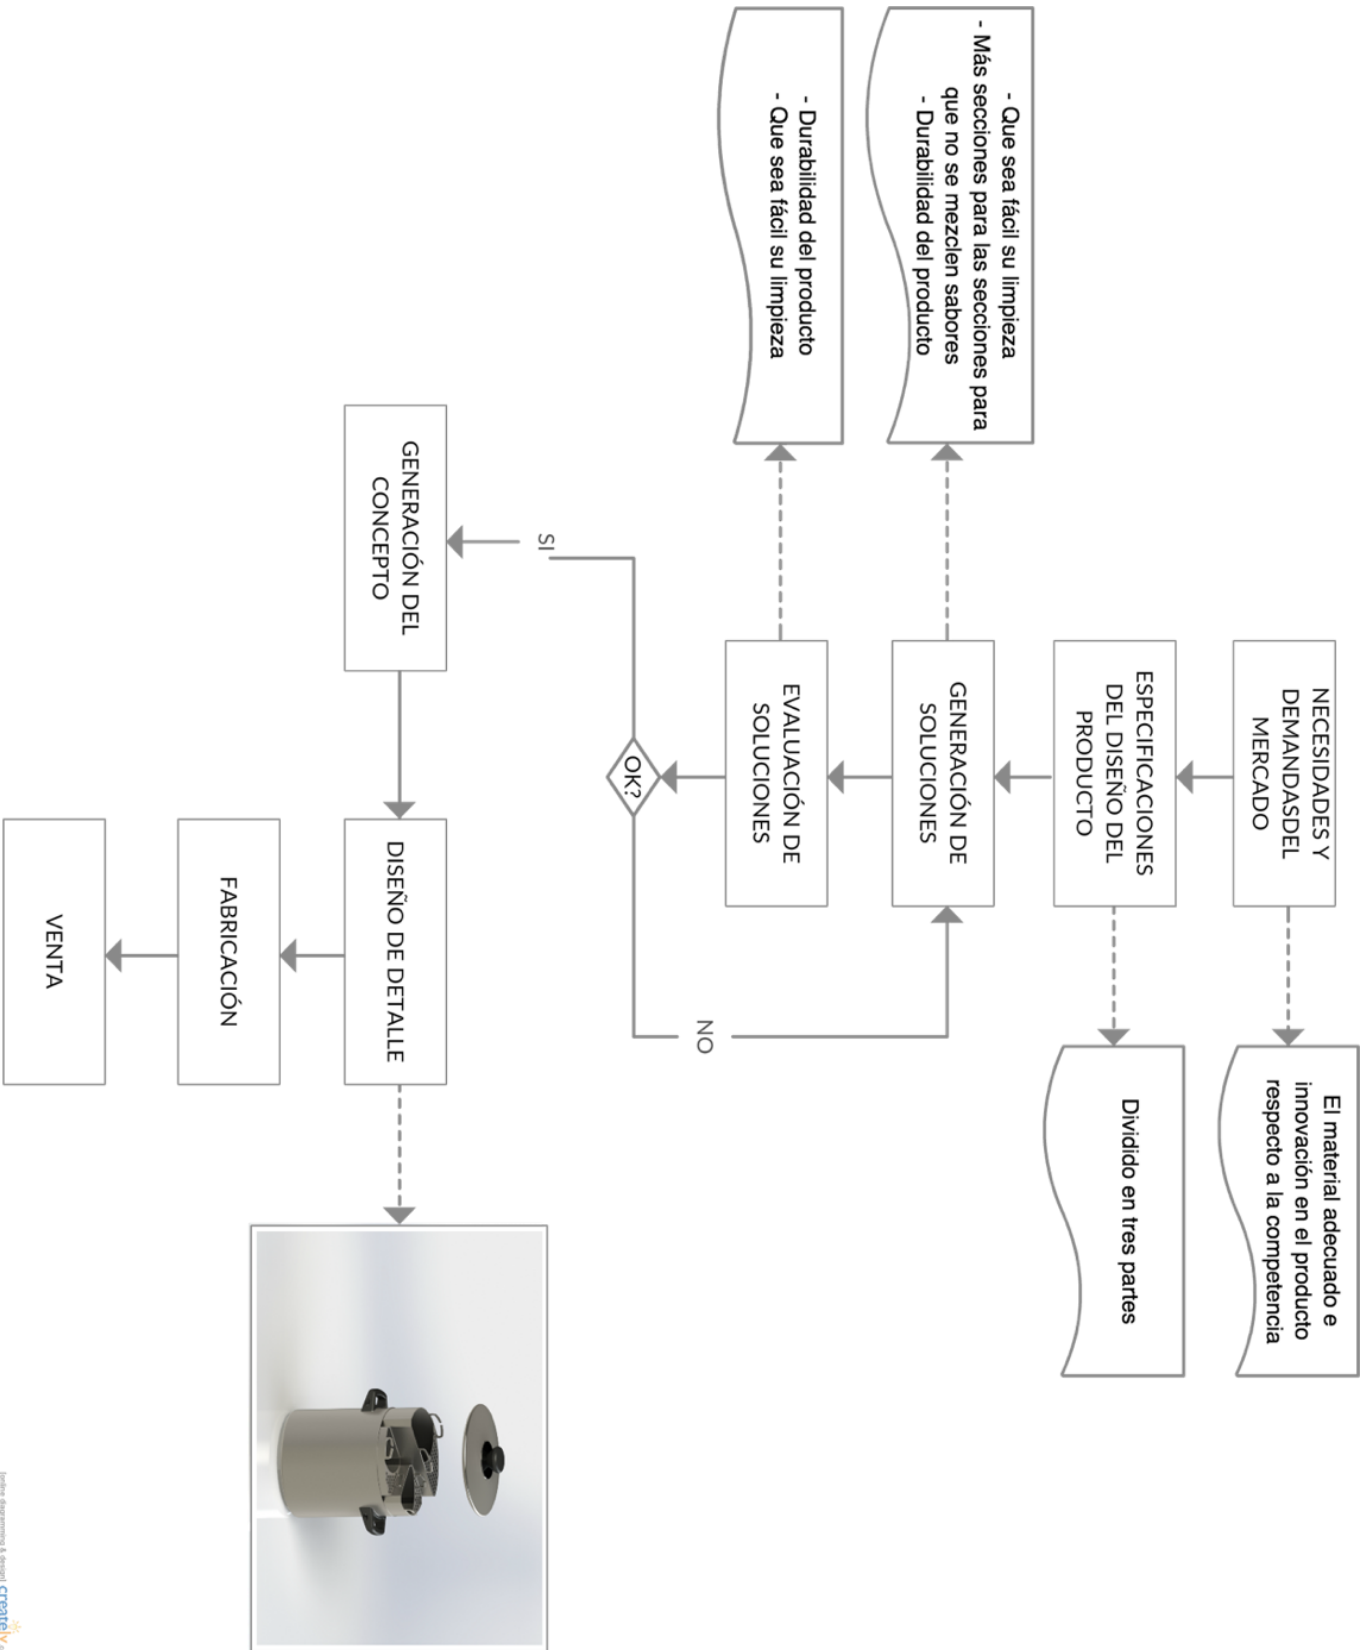 NECESIDADES Y
DEMANDASDEL
MERCADO
El material adecuado e
innovación en el producto
respecto a la competencia
ESPECIFICACIONES
DEL DISEÑO DEL
PRODUCTO
Dividido en tres partes
- Que sea fácil su limpieza
- Más secciones para las secciones para
que no se mezclen sabores
- Durabilidad del producto
GENERACIÓN DE
SOLUCIONES
- Durabilidad del producto
- Que sea fácil su limpieza
EVALUACIÓN DE
SOLUCIONES
NO
OK?
SI
GENERACIÓN DEL
CONCEPTO
DISEÑO DE DETALLE
FABRICACIÓN
VENTA
[online diagramming & design] creately